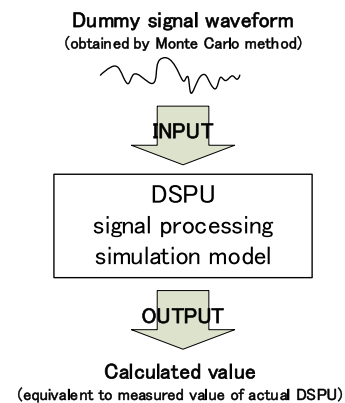 Dummy signal waveform
(obtained by Monte Carlo method)
INPUT
DSPU
signal processing
simulation model
OUTPUT
Calculated value
(equivalent to measured value of actual DSPU)